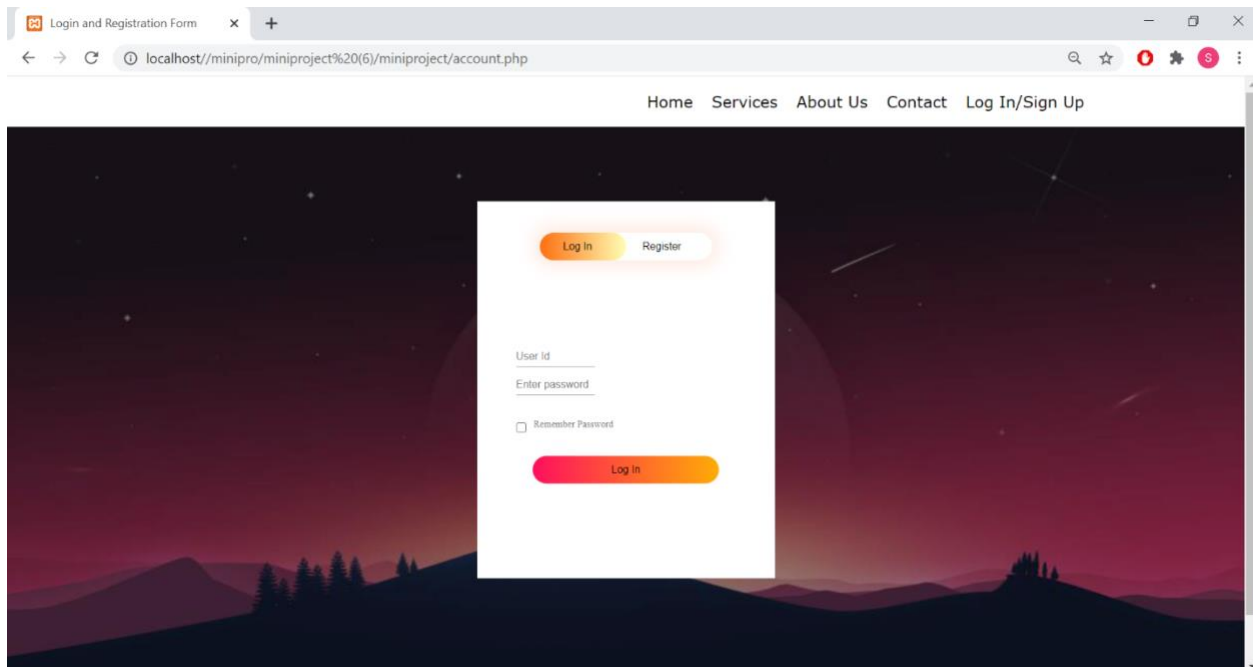 Login and Registration Form
localhost//minipro/miniproject%20(6)/miniproject/account.php
S
Home Services About Us Contact Log In/Sign Up
Log In Register
User Id
Enter password
Remember Password
Log In